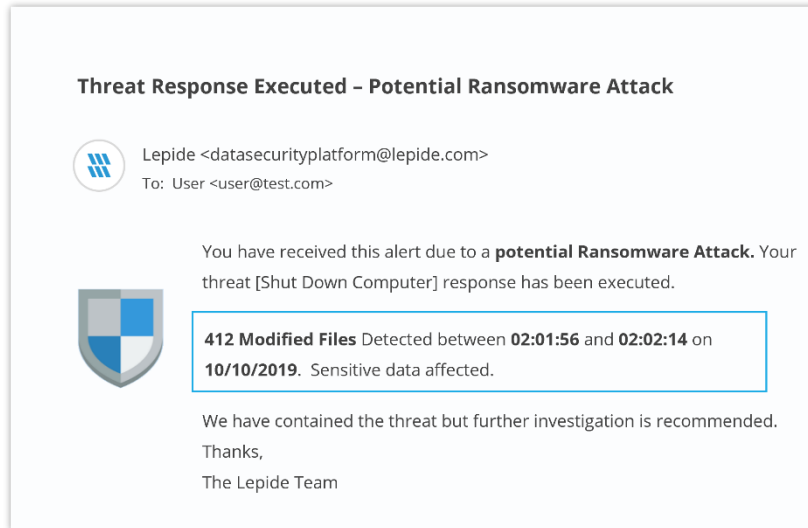 Threat Response Executed – Potential Ransomware Attack
Lepide <datasecurityplatform@lepide.com>
To: User <user@test.com>
You have received this alert due to a potential Ransomware Attack. Your
threat [Shut Down Computer] response has been executed.
412 Modified Files Detected between 02:01:56 and 02:02:14 on
10/10/2019. Sensitive data affected.
We have contained the threat but further investigation is recommended.
Thanks,
The Lepide Team